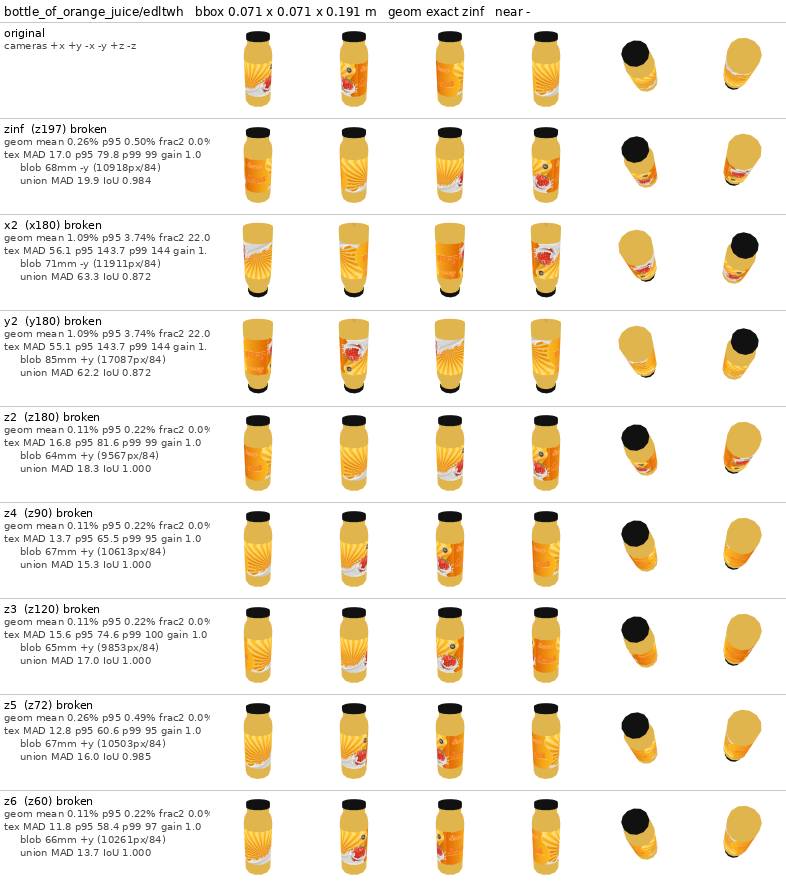 bottle_of_orange_juice/edltwh bbox 0.071 x 0.071 x 0.191 m geom exact zinf near -
original
cameras +x +y -x -y +z -z
zinf (z197) broken
geom mean 0.26% p95 0.50% frac2 0.0%
tex MAD 17.0 p95 79.8 p99 99 gain 1.0
blob 68mm -y (10918px/84)
union MAD 19.9 IoU 0.984
x2 (x180) broken
geom mean 1.09% p95 3.74% frac2 22.0
tex MAD 56.1 p95 143.7 p99 144 gain 1.
blob 71mm -y (11911px/84)
union MAD 63.3 IoU 0.872
y2 (y180) broken
geom mean 1.09% p95 3.74% frac2 22.0
tex MAD 55.1 p95 143.7 p99 144 gain 1.
blob 85mm +y (17087px/84)
union MAD 62.2 IoU 0.872
z2 (z180) broken
geom mean 0.11% p95 0.22% frac2 0.0%
tex MAD 16.8 p95 81.6 p99 99 gain 1.0
blob 64mm +y (9567px/84)
union MAD 18.3 IoU 1.000
z4 (z90) broken
geom mean 0.11% p95 0.22% frac2 0.0%
tex MAD 13.7 p95 65.5 p99 95 gain 1.0
blob 67mm +y (10613px/84)
union MAD 15.3 IoU 1.000
z3 (z120) broken
geom mean 0.11% p95 0.22% frac2 0.0%
tex MAD 15.6 p95 74.6 p99 100 gain 1.0
blob 65mm +y (9853px/84)
union MAD 17.0 IoU 1.000
z5 (z72) broken
geom mean 0.26% p95 0.49% frac2 0.0%
tex MAD 12.8 p95 60.6 p99 95 gain 1.0
blob 67mm +y (10503px/84)
union MAD 16.0 IoU 0.985
z6 (z60) broken
geom mean 0.11% p95 0.22% frac2 0.0%
tex MAD 11.8 p95 58.4 p99 97 gain 1.0
blob 66mm +y (10261px/84)
union MAD 13.7 IoU 1.000